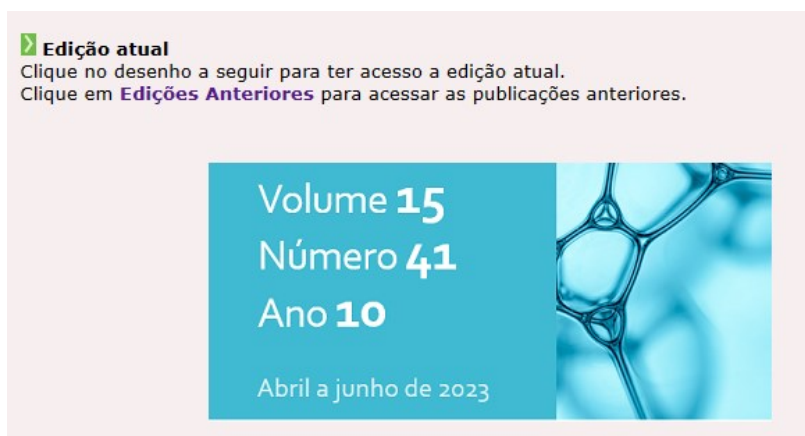 Edição atual
Clique no desenho a seguir para ter acesso a edição atual.
Clique em Edições Anteriores para acessar as publicações anteriores.
Volume 15
Número 41
Ano 10
Abril a junho de 2023